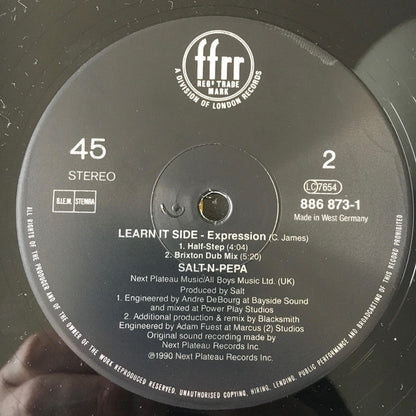 ffrr
REGᴰ TRADE
MARK
A DIVISION OF LONDON RECORDS
45
STEREO
2
LC 7654
886 873-1
Made in West Germany
B.I.E.M. STEMRA
LEARN IT SIDE - Expression (C. James)
1. Half-Step (4:04)
2. Brixton Dub Mix (5:20)
SALT-N-PEPA
Next Plateau Music/All Boys Music Ltd. (UK)
Produced by Salt
1. Engineered by Andre DeBourg at Bayside Sound
and mixed at Power Play Studios
2. Additional production & remix by Blacksmith
Engineered by Adam Fuest at Marcus (2) Studios
Original sound recording made by
Next Plateau Records Inc.
℗1990 Next Plateau Records Inc.
ALL RIGHTS OF THE PRODUCER AND OF THE OWNER OF THE WORK REPRODUCED RESERVED. UNAUTHORISED COPYING, HIRING, LENDING, PUBLIC PERFORMANCE AND BROADCASTING OF THIS RECORD PROHIBITED.